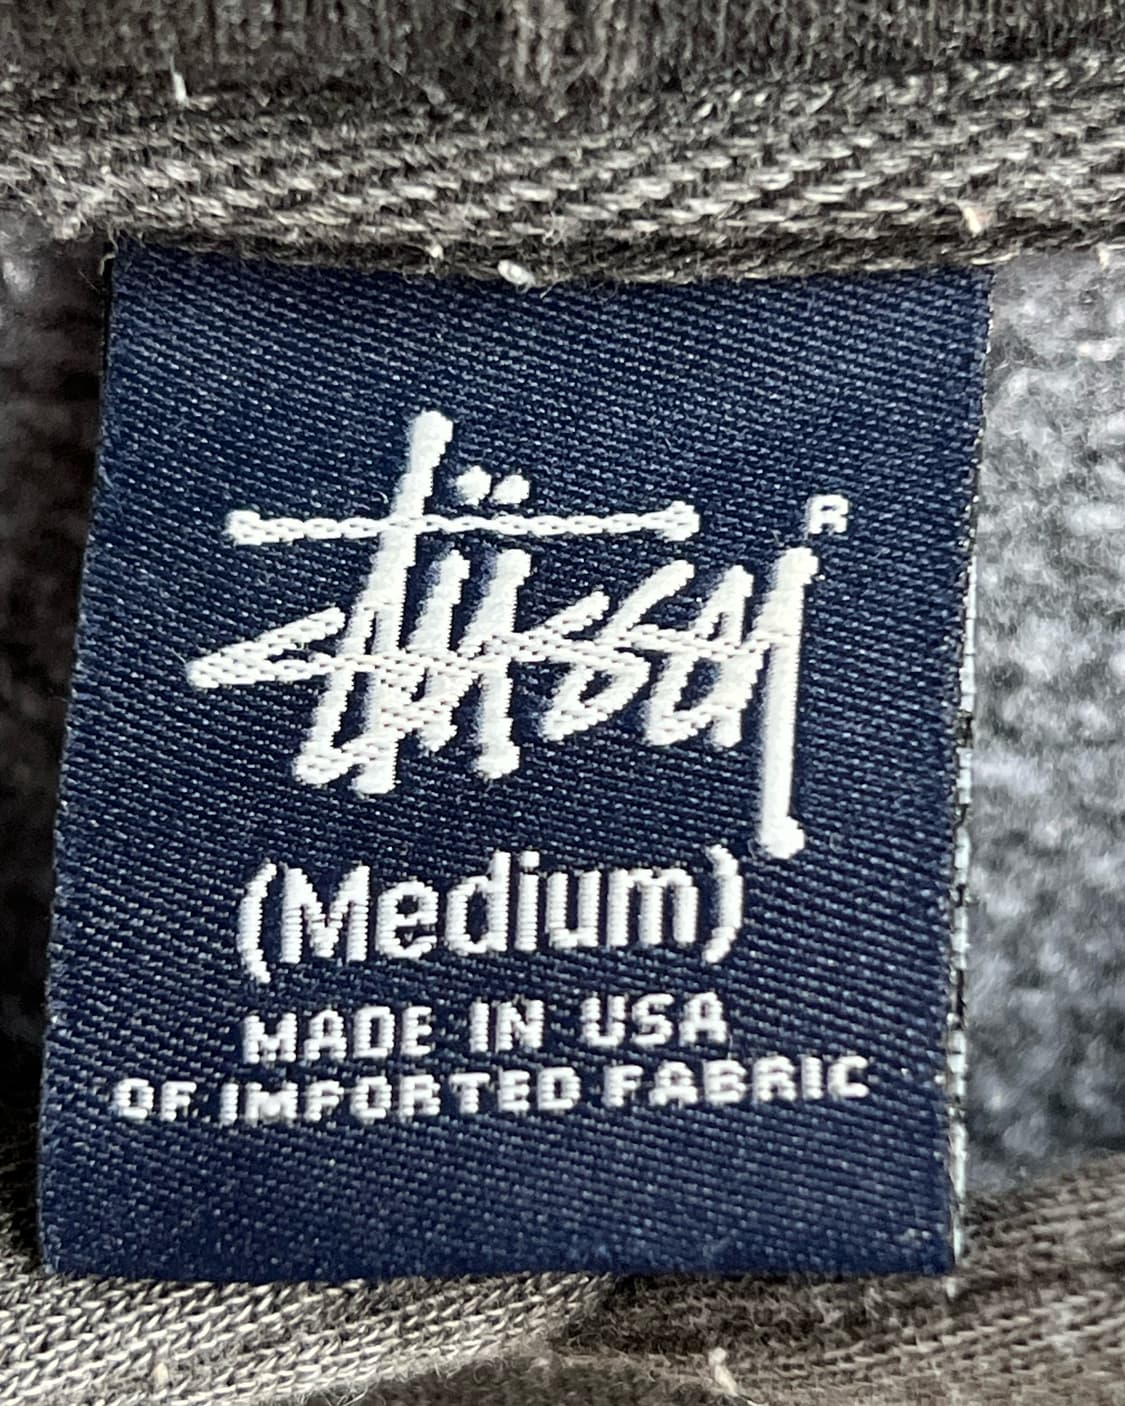 Stüssy ®
(Medium)
MADE IN USA
OF IMPORTED FABRIC